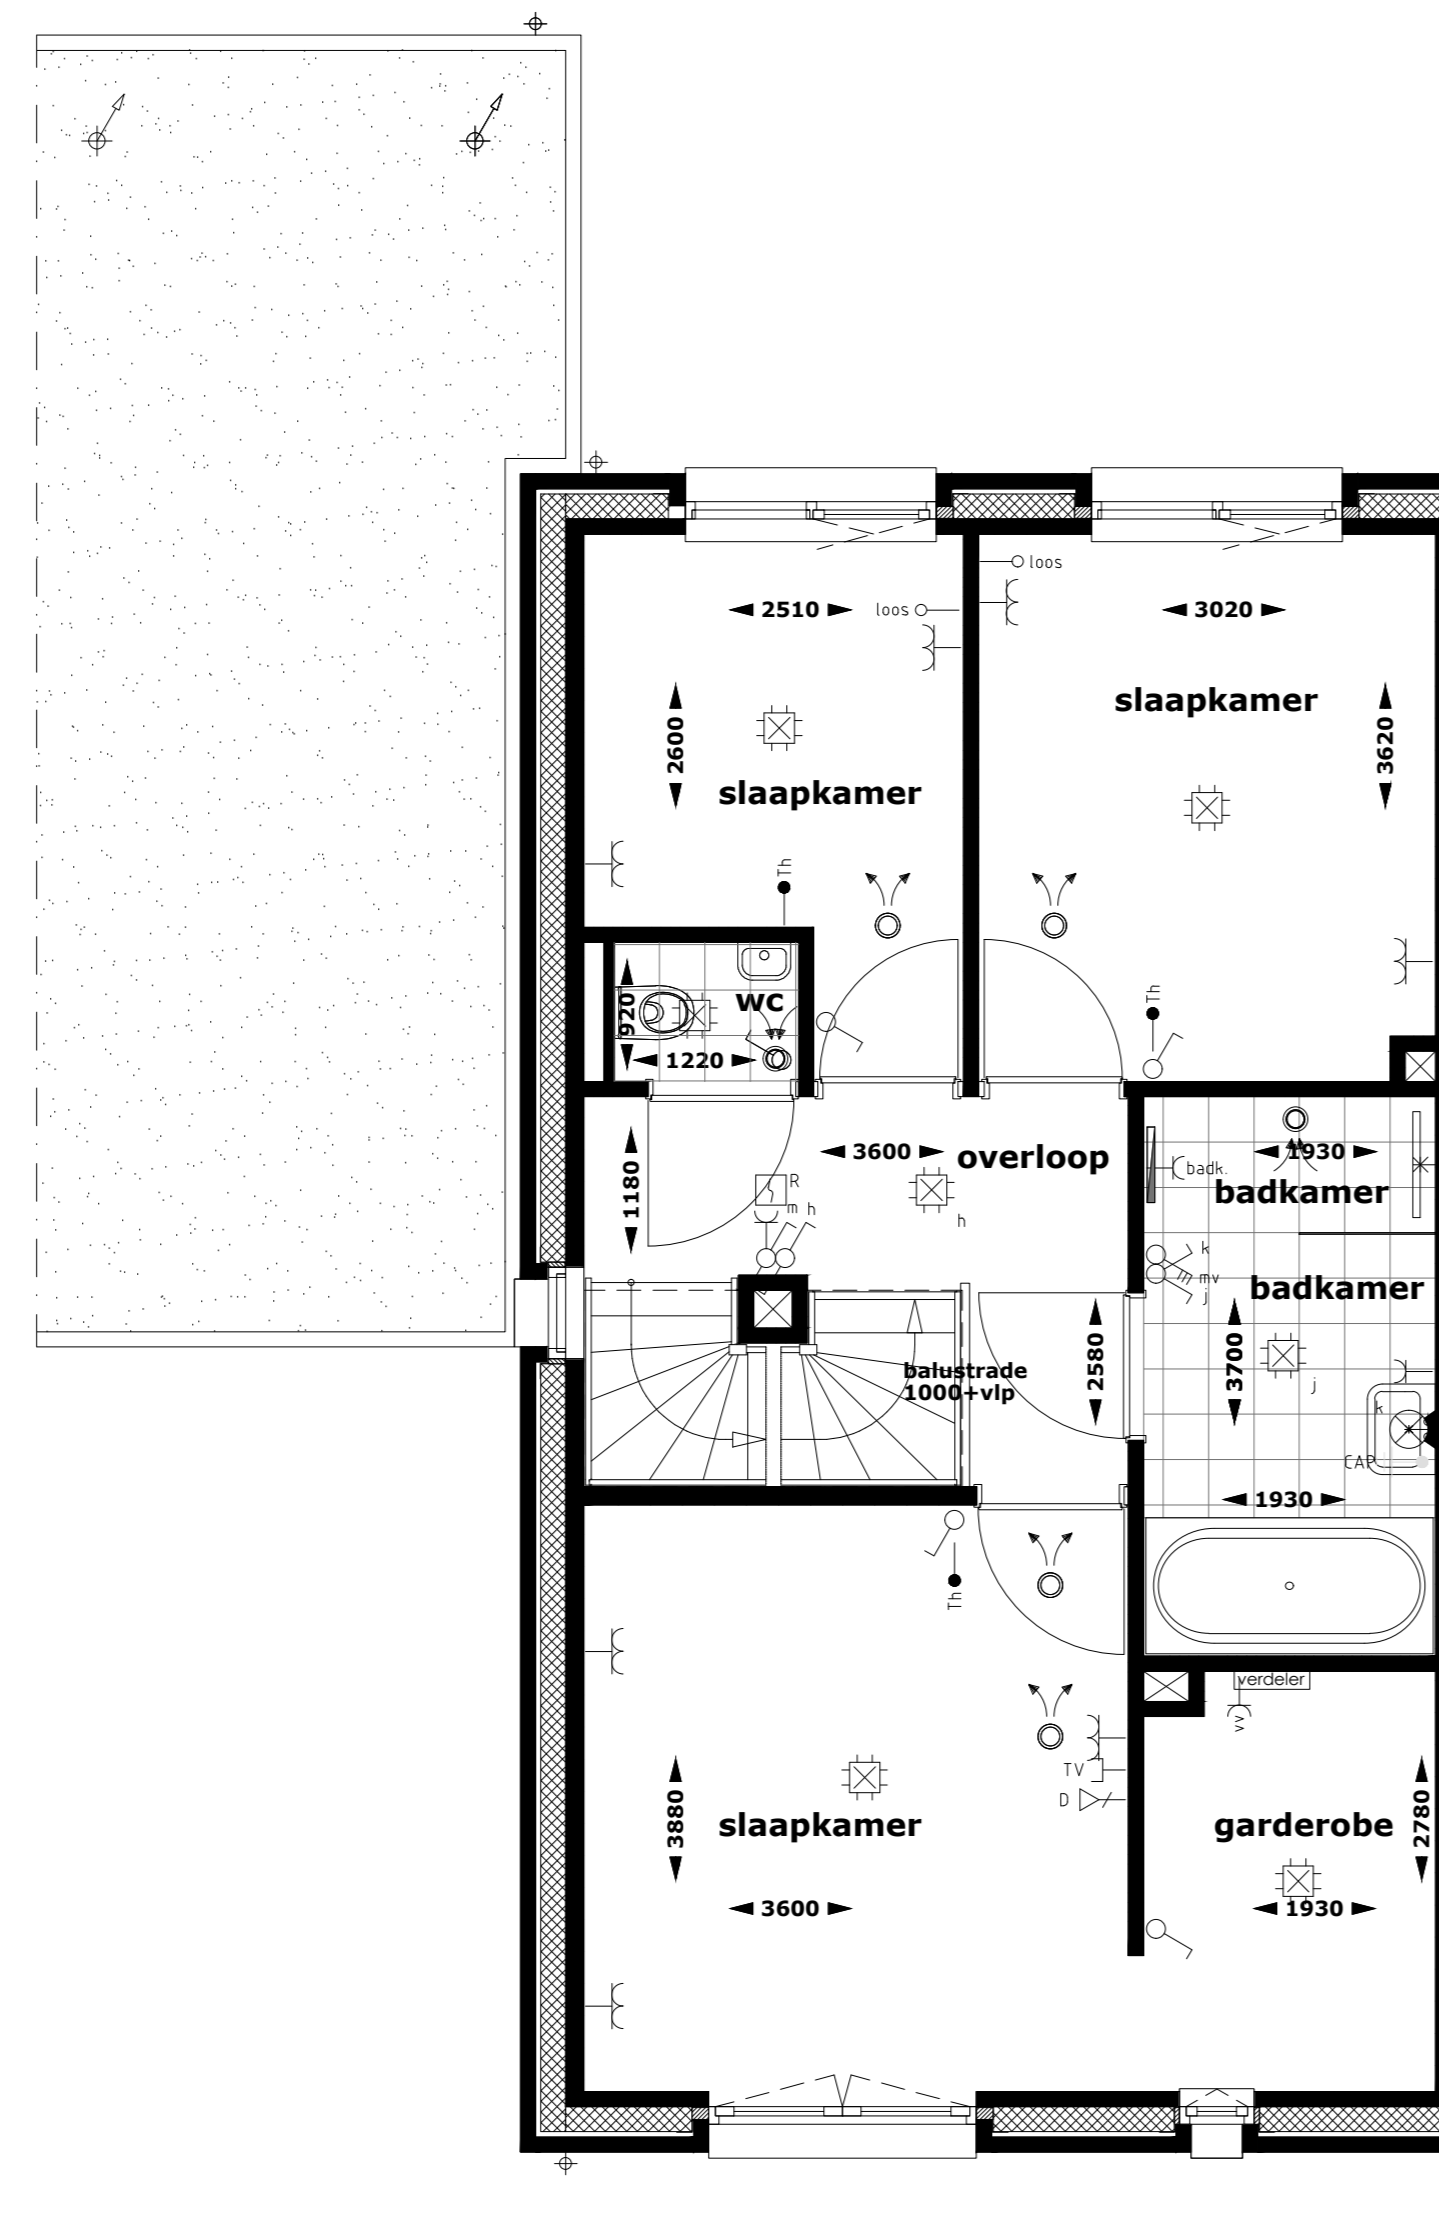 loos
2510
loos
3020
slaapkamer
2600
3620
slaapkamer
Th
Th
920
wc
1220
3600
overloop
1180
R
m h
h
1930
badk.
badkamer
k
mv
j
badkamer
balustrade
1000+vlp
2580
3700
j
k
CAP
1930
Th
verdeler
vv
TV
D
3880
slaapkamer
garderobe
2780
3600
1930